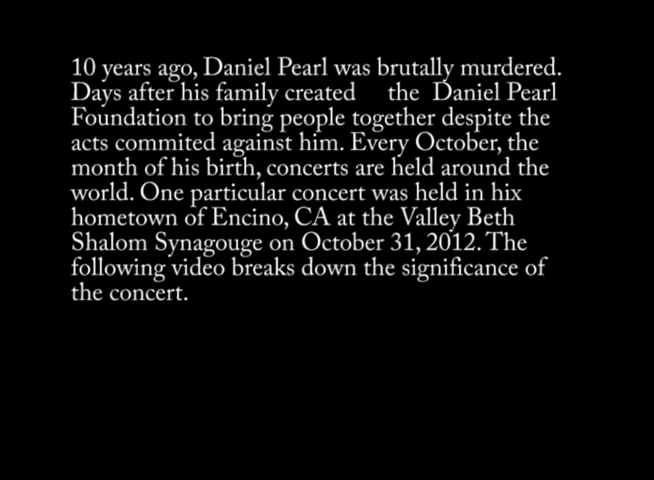 10 years ago, Daniel Pearl was brutally murdered.
Days after his family created the Daniel Pearl
Foundation to bring people together despite the
acts commited against him. Every October, the
month of his birth, concerts are held around the
world. One particular concert was held in hix
hometown of Encino, CA at the Valley Beth
Shalom Synagouge on October 31, 2012. The
following video breaks down the significance of
the concert.